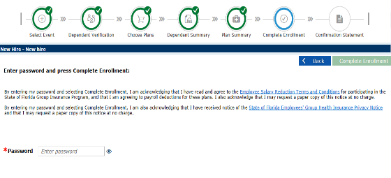 Select Event
Dependent Verification
Choose Plans
Dependent Summary
Plan Summary
Complete Enrollment
Confirmation Statement
New Hire - New hire
Back
Complete Enrollment
Enter password and press Complete Enrollment:
By entering my password and selecting Complete Enrollment, I am acknowledging that I have read and agree to the Employee Salary Reduction Terms and Conditions for participating in the
State of Florida Group Insurance Program, and that I am agreeing to payroll deductions for these plans. I also acknowledge that I may request a paper copy of this notice at no charge.
By entering my password and selecting Complete Enrollment, I am also acknowledging that I have received notice of the State of Florida Employees' Group Health Insurance Privacy Notice
and that I may request a paper copy of this notice at no charge.
*Password Enter password